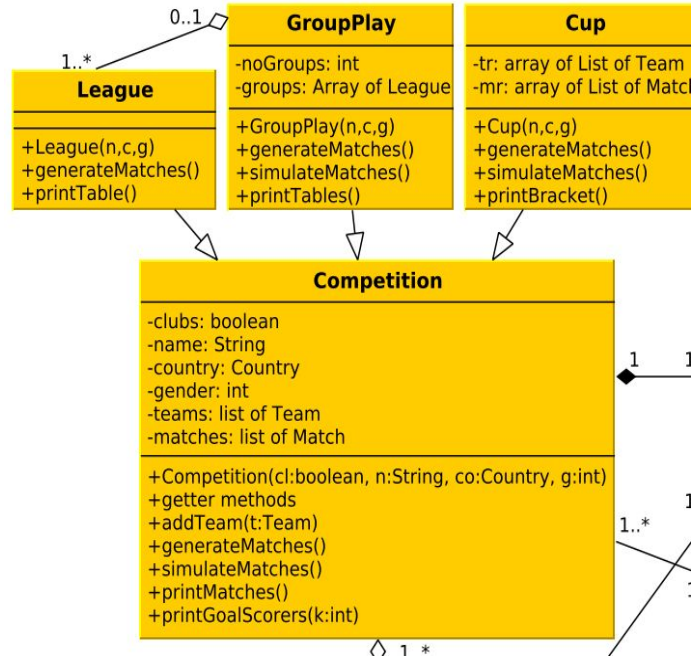 0..1
1..*
League
+League(n,c,g)
+generateMatches()
+printTable()
GroupPlay
-noGroups: int
-groups: Array of League
+GroupPlay(n,c,g)
+generateMatches()
+simulateMatches()
+printTables()
Cup
-tr: array of List of Team
-mr: array of List of Match
+Cup(n,c,g)
+generateMatches()
+simulateMatches()
+printBracket()
Competition
-clubs: boolean
-name: String
-country: Country
-gender: int
-teams: list of Team
-matches: list of Match
+Competition(cl:boolean, n:String, co:Country, g:int)
+getter methods
+addTeam(t:Team)
+generateMatches()
+simulateMatches()
+printMatches()
+printGoalScorers(k:int)
1 1
1
1..*
1
1..*